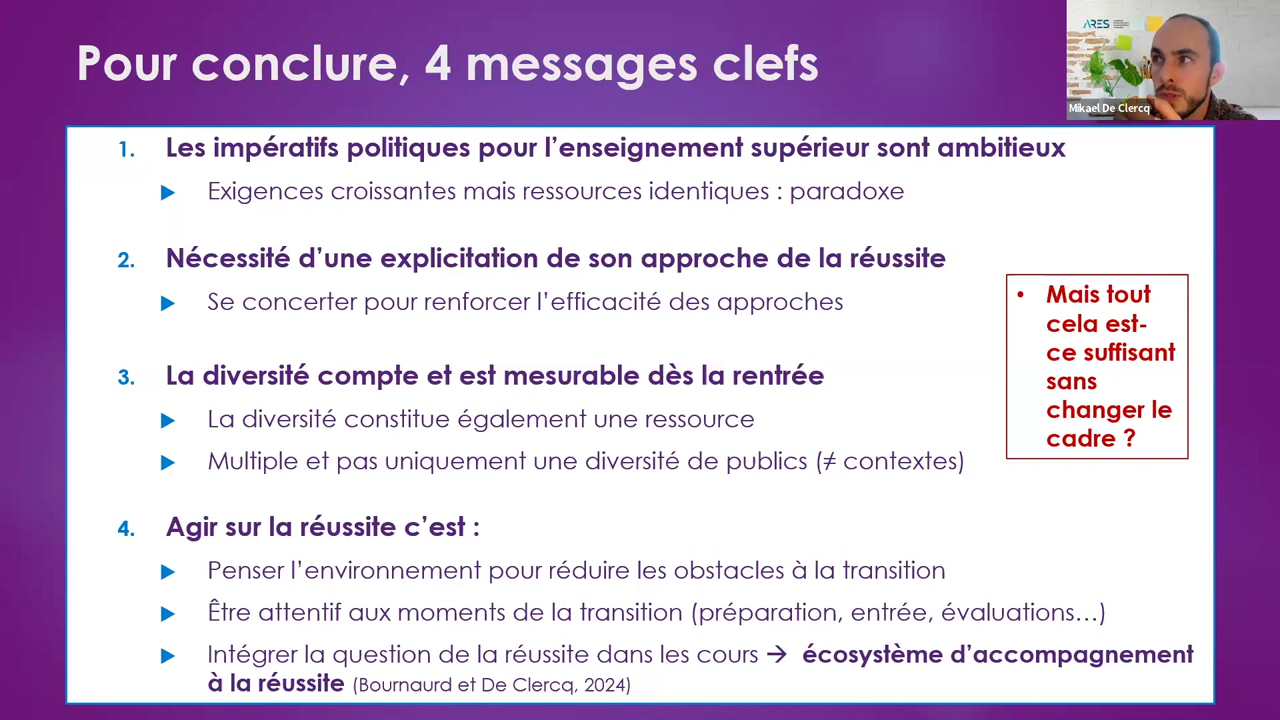 Pour conclure, 4 messages clefs
ARES
Mikael De Clercq
1. Les impératifs politiques pour l’enseignement supérieur sont ambitieux
Exigences croissantes mais ressources identiques : paradoxe
2. Nécessité d’une explicitation de son approche de la réussite
Se concerter pour renforcer l’efficacité des approches
• Mais tout
cela est-
ce suffisant
sans
changer le
cadre ?
3. La diversité compte et est mesurable dès la rentrée
La diversité constitue également une ressource
Multiple et pas uniquement une diversité de publics (≠ contextes)
4. Agir sur la réussite c’est :
Penser l’environnement pour réduire les obstacles à la transition
Être attentif aux moments de la transition (préparation, entrée, évaluations…)
Intégrer la question de la réussite dans les cours → écosystème d’accompagnement
à la réussite (Bournaurd et De Clercq, 2024)